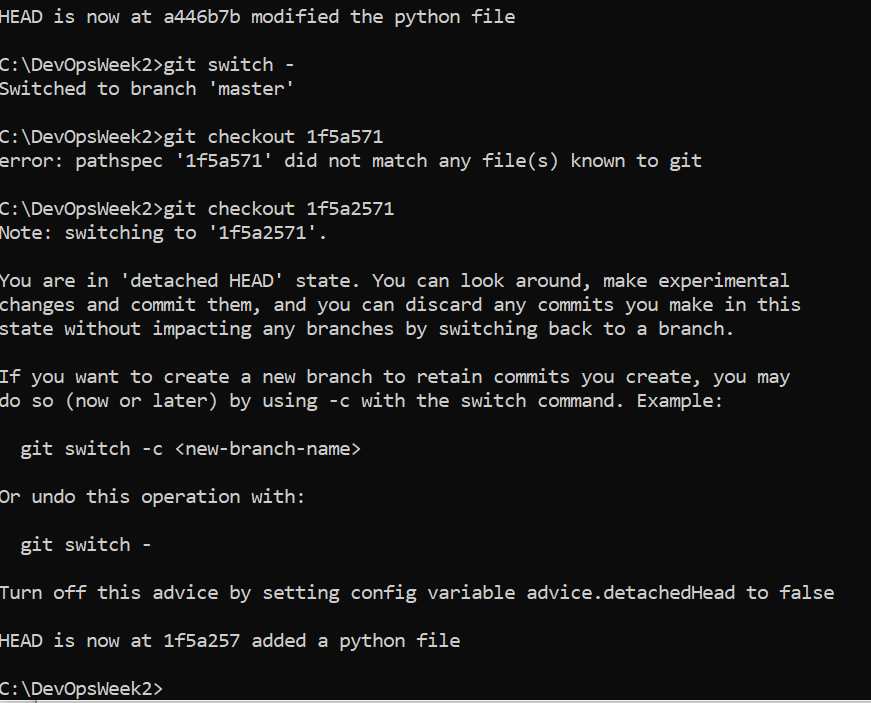 HEAD is now at a446b7b modified the python file
C:\DevOpsWeek2>git switch -
Switched to branch 'master'
C:\DevOpsWeek2>git checkout 1f5a571
error: pathspec '1f5a571' did not match any file(s) known to git
C:\DevOpsWeek2>git checkout 1f5a2571
Note: switching to '1f5a2571'.
You are in 'detached HEAD' state. You can look around, make experimental
changes and commit them, and you can discard any commits you make in this
state without impacting any branches by switching back to a branch.
If you want to create a new branch to retain commits you create, you may
do so (now or later) by using -c with the switch command. Example:
git switch -c <new-branch-name>
Or undo this operation with:
git switch -
Turn off this advice by setting config variable advice.detachedHead to false
HEAD is now at 1f5a257 added a python file
C:\DevOpsWeek2>